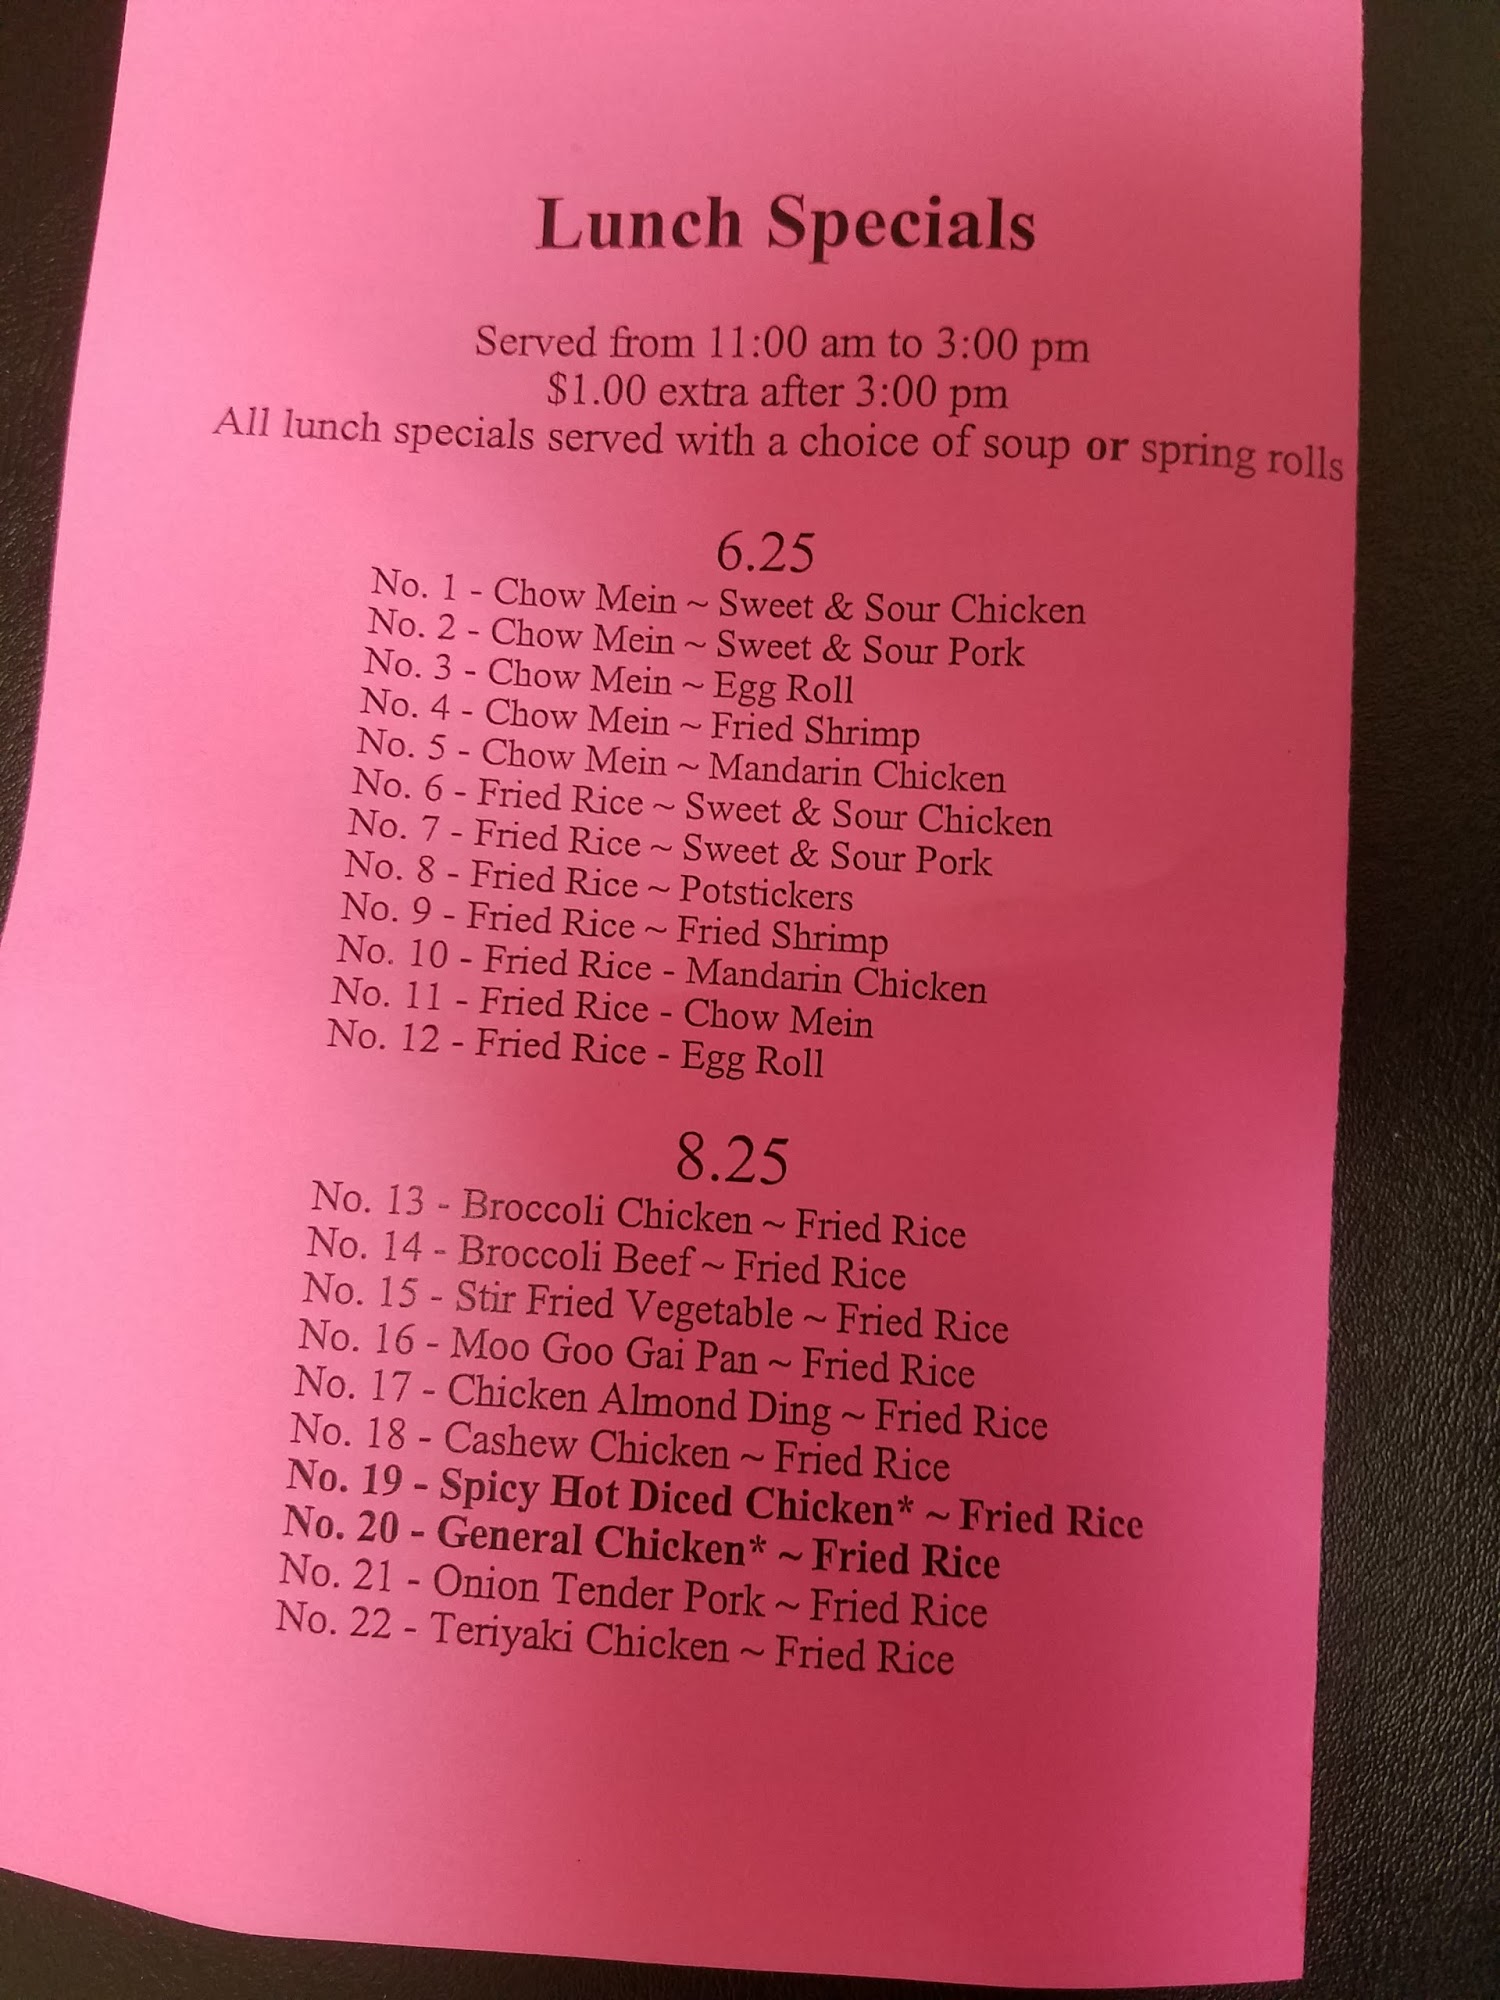 Lunch Specials
Served from 11:00 am to 3:00 pm
$1.00 extra after 3:00 pm
All lunch specials served with a choice of soup or spring rolls
6.25
No. 1 - Chow Mein ~ Sweet & Sour Chicken
No. 2 - Chow Mein ~ Sweet & Sour Pork
No. 3 - Chow Mein ~ Egg Roll
No. 4 - Chow Mein ~ Fried Shrimp
No. 5 - Chow Mein ~ Mandarin Chicken
No. 6 - Fried Rice ~ Sweet & Sour Chicken
No. 7 - Fried Rice ~ Sweet & Sour Pork
No. 8 - Fried Rice ~ Potstickers
No. 9 - Fried Rice ~ Fried Shrimp
No. 10 - Fried Rice - Mandarin Chicken
No. 11 - Fried Rice - Chow Mein
No. 12 - Fried Rice - Egg Roll
8.25
No. 13 - Broccoli Chicken ~ Fried Rice
No. 14 - Broccoli Beef ~ Fried Rice
No. 15 - Stir Fried Vegetable ~ Fried Rice
No. 16 - Moo Goo Gai Pan ~ Fried Rice
No. 17 - Chicken Almond Ding ~ Fried Rice
No. 18 - Cashew Chicken ~ Fried Rice
No. 19 - Spicy Hot Diced Chicken* ~ Fried Rice
No. 20 - General Chicken* ~ Fried Rice
No. 21 - Onion Tender Pork ~ Fried Rice
No. 22 - Teriyaki Chicken ~ Fried Rice